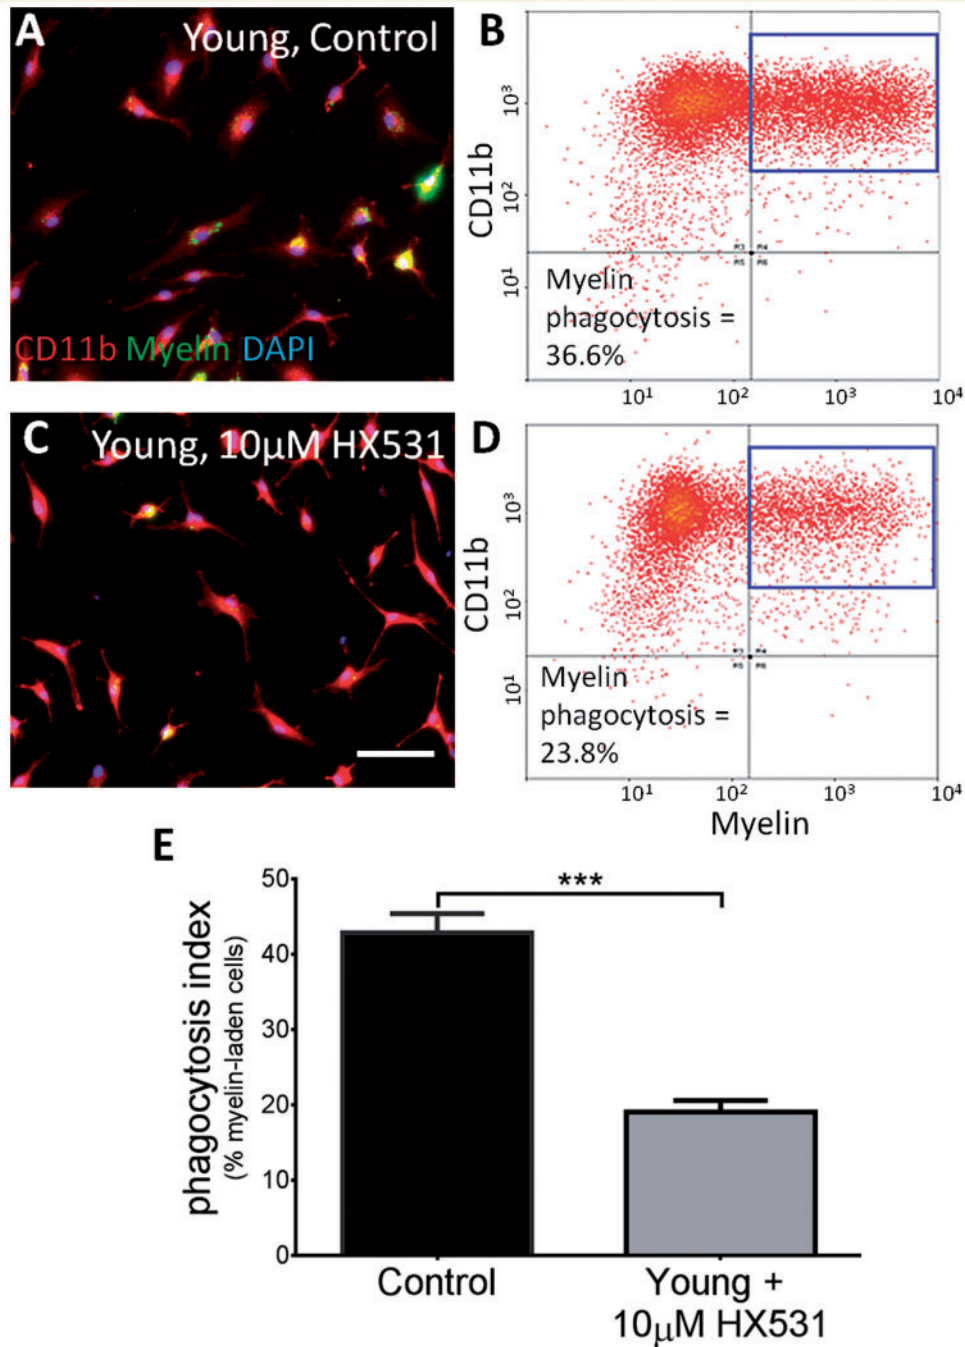 A
Young, Control
CD11b Myelin DAPI
B
CD11b
10³
10²
10¹
Myelin
phagocytosis =
36.6%
10¹ 10² 10³ 10⁴
C
Young, 10µM HX531
D
CD11b
10³
10²
10¹
Myelin
phagocytosis =
23.8%
10¹ 10² 10³ 10⁴
Myelin
E
phagocytosis index
(% myelin-laden cells)
50
40
30
20
10
0
***
Control
Young +
10µM HX531